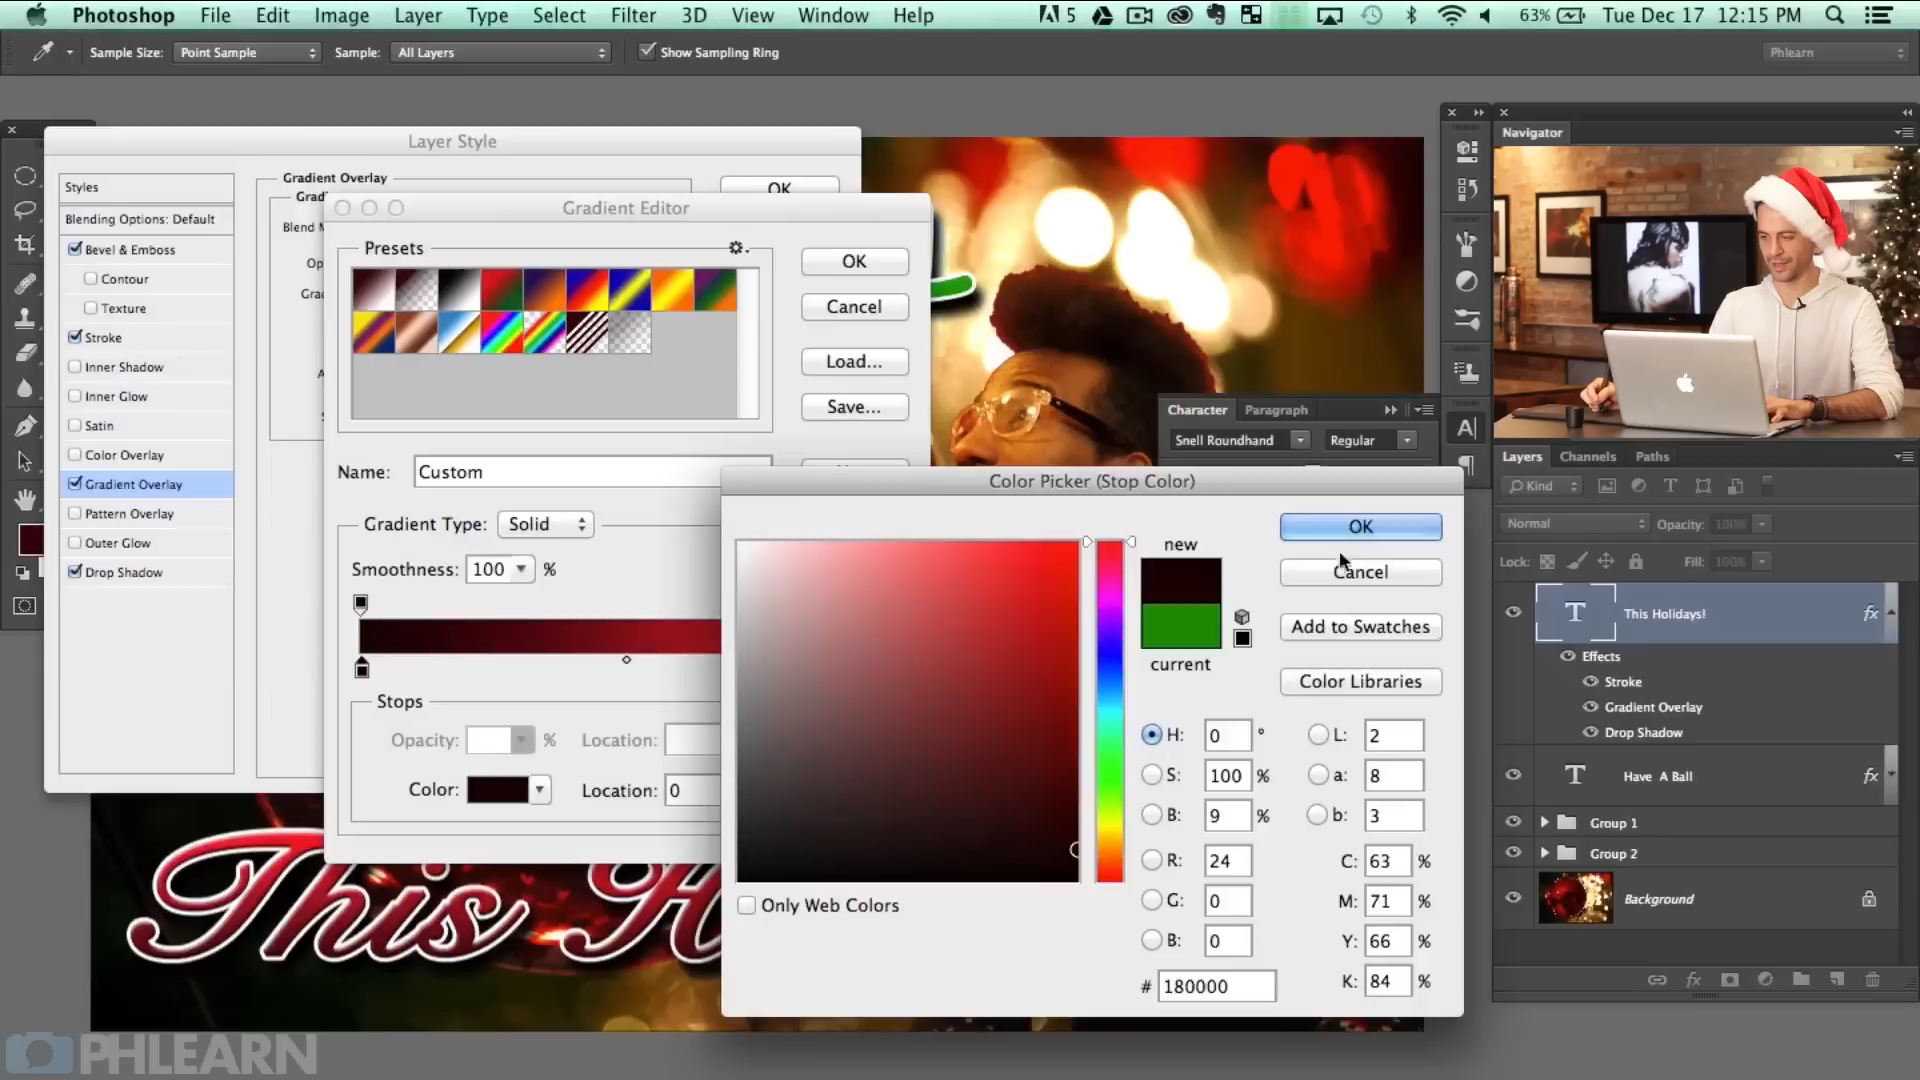 Photoshop File Edit Image Layer Type Select Filter 3D View Window Help 5 63% Tue Dec 17 12:15 PM
Sample Size: Point Sample Sample: All Layers Show Sampling Ring Phlearn
Layer Style
Styles
Blending Options: Default
Bevel & Emboss
Contour
Texture
Stroke
Inner Shadow
Inner Glow
Satin
Color Overlay
Gradient Overlay
Pattern Overlay
Outer Glow
Drop Shadow
Gradient Overlay
OK
Gradient Editor
Presets
OK
Cancel
Load...
Save...
Name: Custom
Gradient Type: Solid
Smoothness: 100 %
Stops
Opacity: % Location:
Color: Location: 0
Character Paragraph
Snell Roundhand Regular
Color Picker (Stop Color)
new
current
OK
Cancel
Add to Swatches
Color Libraries
H: 0 ° L: 2
S: 100 % a: 8
B: 9 % b: 3
R: 24 C: 63 %
G: 0 M: 71 %
B: 0 Y: 66 %
# 180000 K: 84 %
Only Web Colors
Navigator
Layers Channels Paths
Kind
Normal Opacity: 100%
Lock: Fill: 100%
T This Holidays! fx
Effects
Stroke
Gradient Overlay
Drop Shadow
T Have A Ball fx
Group 1
Group 2
Background
fx
This H
PHLEARN